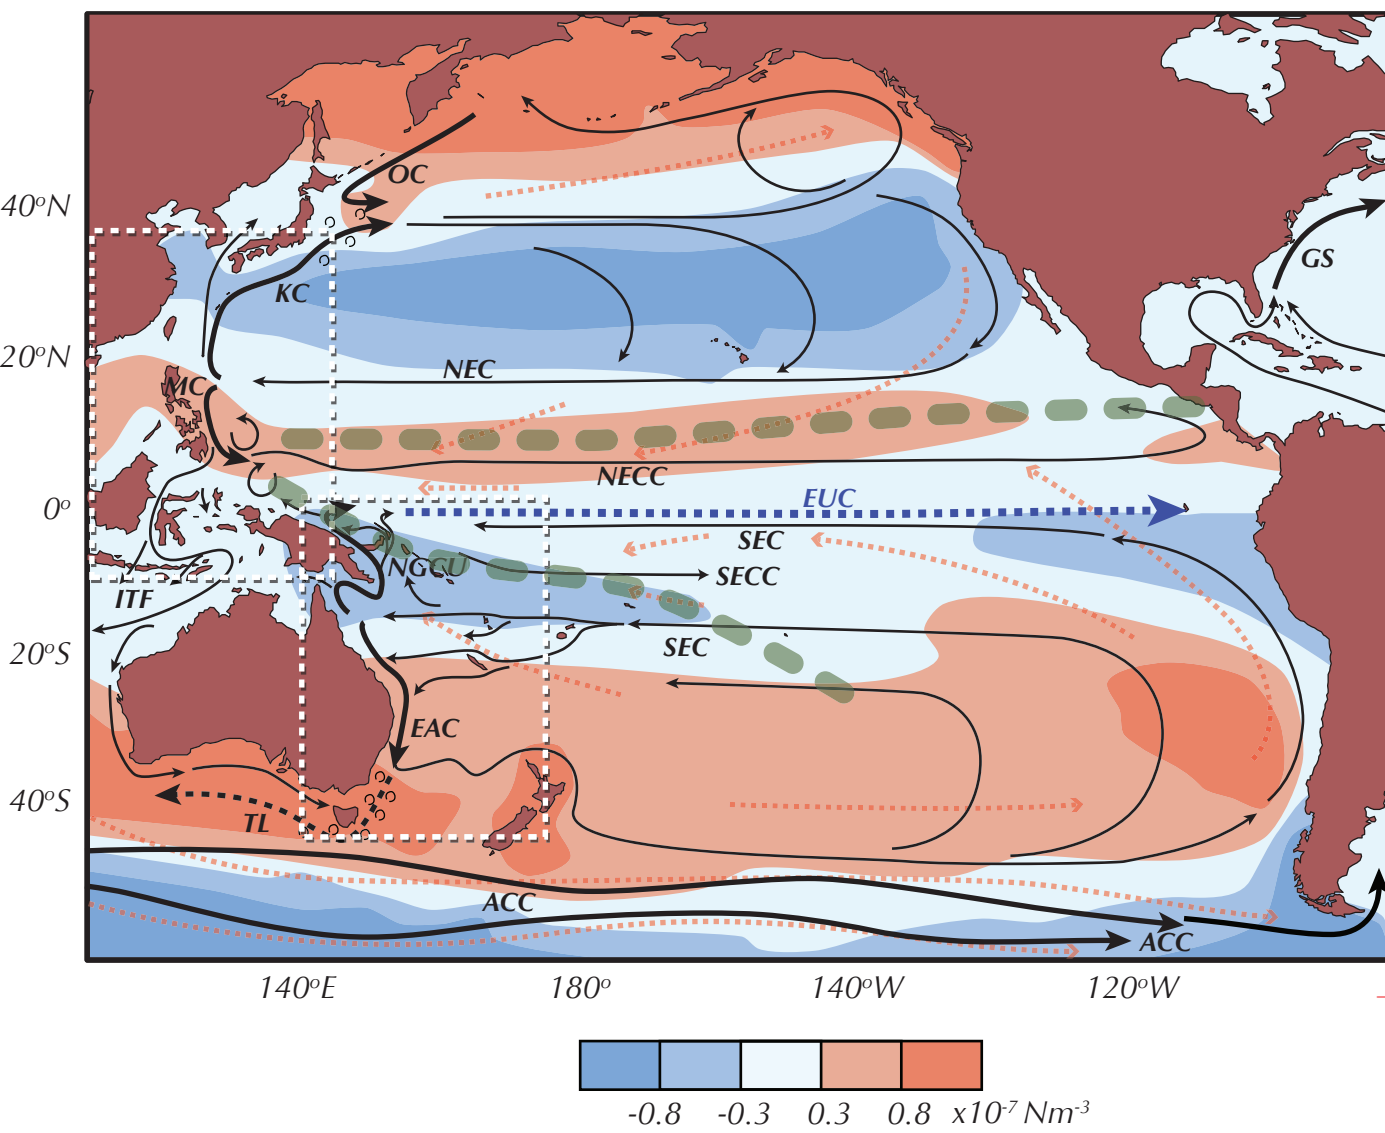 OC
40°N
GS
KC
20°N
NEC
MC
NECC
0°
EUC
SEC
NGCU
SECC
ITF
SEC
20°S
EAC
40°S
TL
ACC
ACC
140°E 180° 140°W 120°W
-0.8 -0.3 0.3 0.8 x10⁻⁷ Nm⁻³